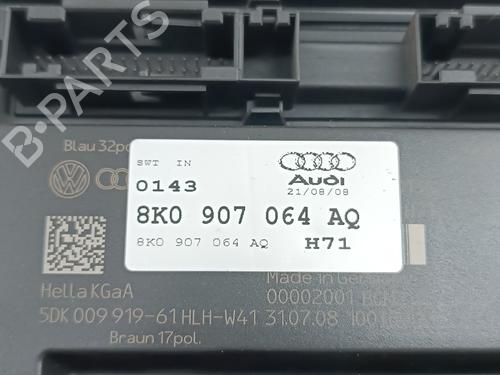 B-PARTS
Blau 32po
SWT IN
0143
Audi
21/08/08
8K0 907 064 AQ
8K0 907 064 AQ H71
Made in German
Hella KGaA
00002001
5DK 009 919-61 HLH-W41 31.07.08
Braun 17pol.